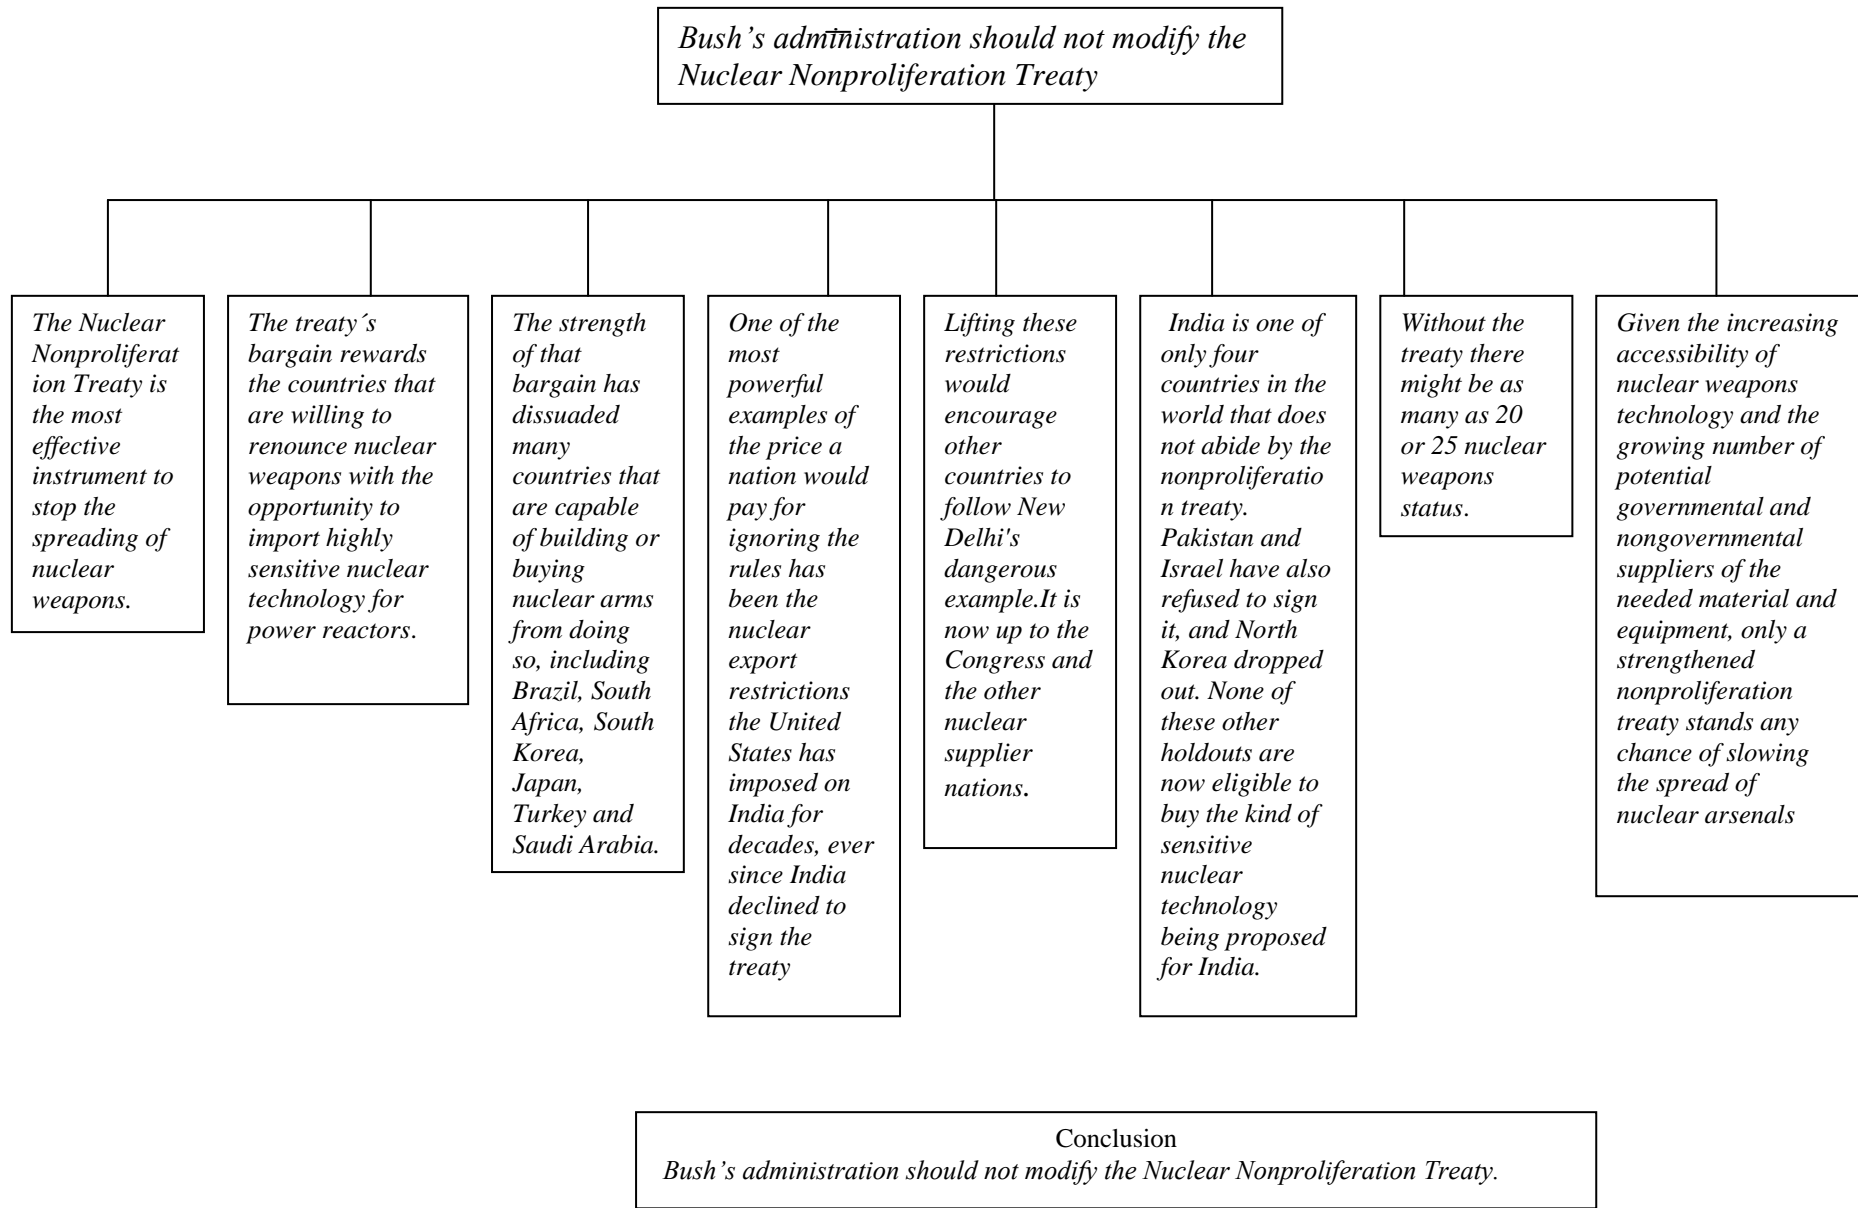 Bush’s administration should not modify the
Nuclear Nonproliferation Treaty
The Nuclear
Nonproliferat
ion Treaty is
the most
effective
instrument to
stop the
spreading of
nuclear
weapons.
The treaty´s
bargain rewards
the countries that
are willing to
renounce nuclear
weapons with the
opportunity to
import highly
sensitive nuclear
technology for
power reactors.
The strength
of that
bargain has
dissuaded
many
countries that
are capable
of building or
buying
nuclear arms
from doing
so, including
Brazil, South
Africa, South
Korea,
Japan,
Turkey and
Saudi Arabia.
One of the
most
powerful
examples of
the price a
nation would
pay for
ignoring the
rules has
been the
nuclear
export
restrictions
the United
States has
imposed on
India for
decades, ever
since India
declined to
sign the
treaty
Lifting these
restrictions
would
encourage
other
countries to
follow New
Delhi's
dangerous
example.It is
now up to the
Congress and
the other
nuclear
supplier
nations.
India is one of
only four
countries in the
world that does
not abide by the
nonproliferatio
n treaty.
Pakistan and
Israel have also
refused to sign
it, and North
Korea dropped
out. None of
these other
holdouts are
now eligible to
buy the kind of
sensitive
nuclear
technology
being proposed
for India.
Without the
treaty there
might be as
many as 20
or 25 nuclear
weapons
status.
Given the increasing
accessibility of
nuclear weapons
technology and the
growing number of
potential
governmental and
nongovernmental
suppliers of the
needed material and
equipment, only a
strengthened
nonproliferation
treaty stands any
chance of slowing
the spread of
nuclear arsenals
Conclusion
Bush’s administration should not modify the Nuclear Nonproliferation Treaty.